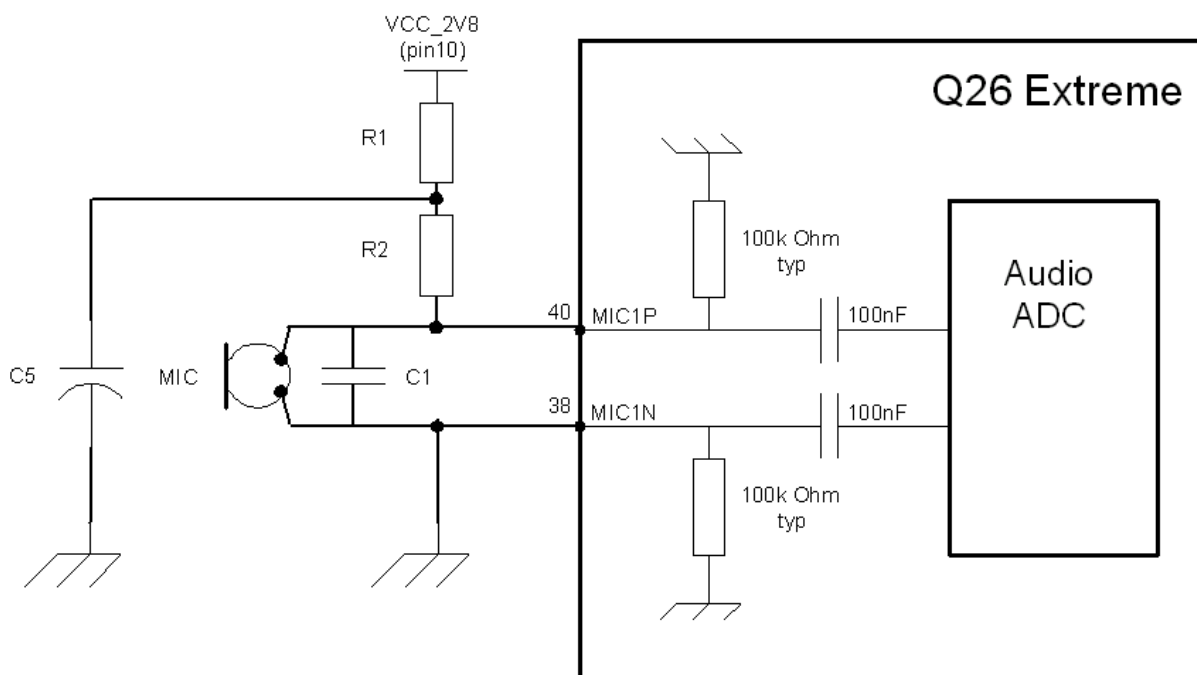 VCC_2V8
(pin10)
Q26 Extreme
R1
R2
100k Ohm
typ
Audio
ADC
40
MIC1P
100nF
C5
MIC
C1
38
MIC1N
100nF
100k Ohm
typ